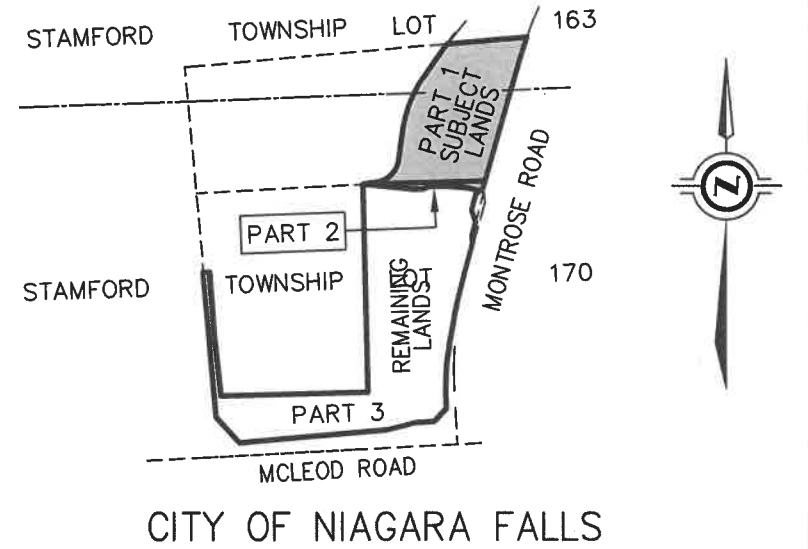 STAMFORD TOWNSHIP LOT 163
PART 1
SUBJECT
LANDS
MONTROSE ROAD
PART 2
STAMFORD TOWNSHIP LOT 170
REMAINING
LANDS
PART 3
MCLEOD ROAD
N
CITY OF NIAGARA FALLS